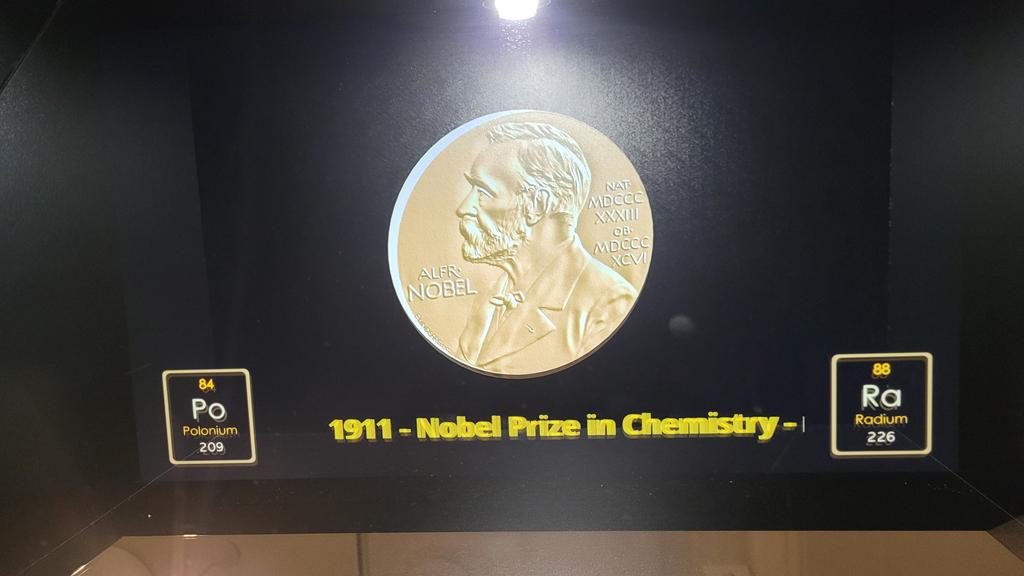 NAT·
MDCCC
XXXIII
OB·
MDCCC
XCVI
ALFR·
NOBEL
84
Po
Polonium
209
1911 - Nobel Prize in Chemistry -
88
Ra
Radium
226